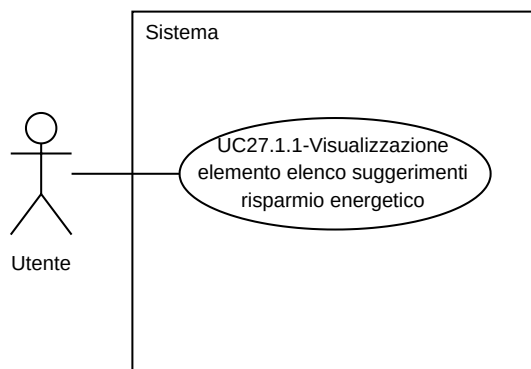 Sistema
UC27.1.1-Visualizzazione
elemento elenco suggerimenti
risparmio energetico
Utente